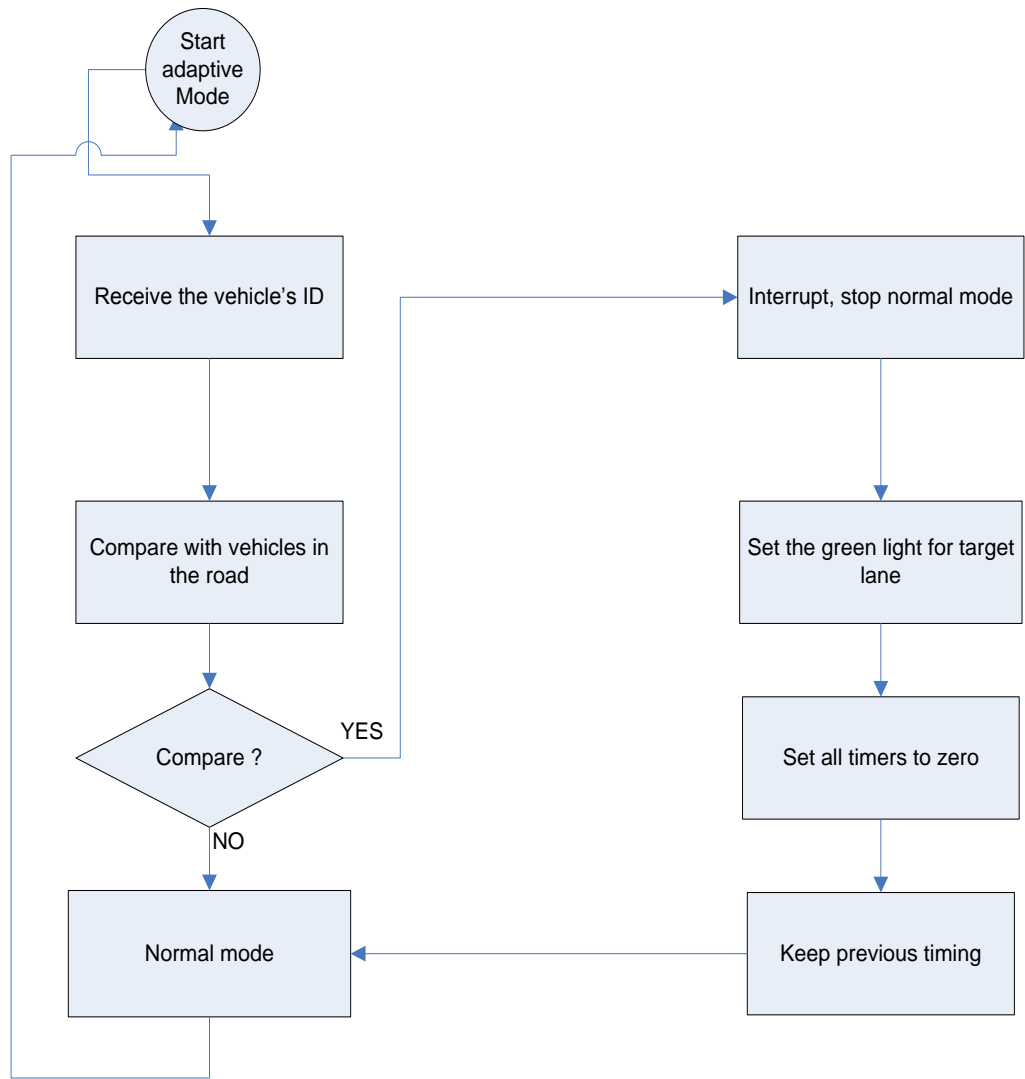 Start
adaptive
Mode
Receive the vehicle's ID
Interrupt, stop normal mode
Compare with vehicles in
the road
Set the green light for target
lane
YES
Compare ?
Set all timers to zero
NO
Normal mode
Keep previous timing